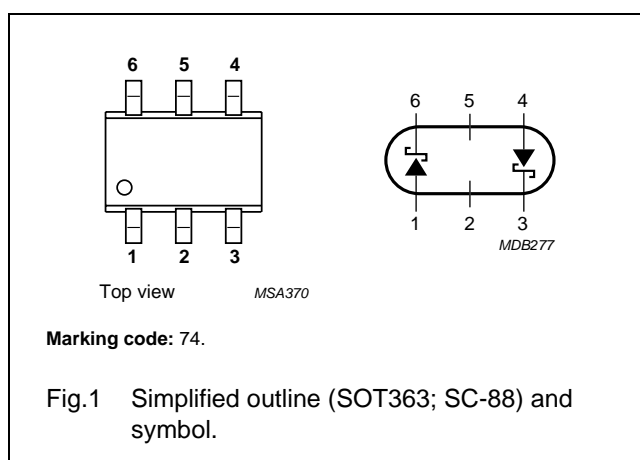 6 5 4
1 2 3
Top view MSA370
6 5 4
1 2 3
MDB277
Marking code: 74.
Fig.1 Simplified outline (SOT363; SC-88) and
symbol.